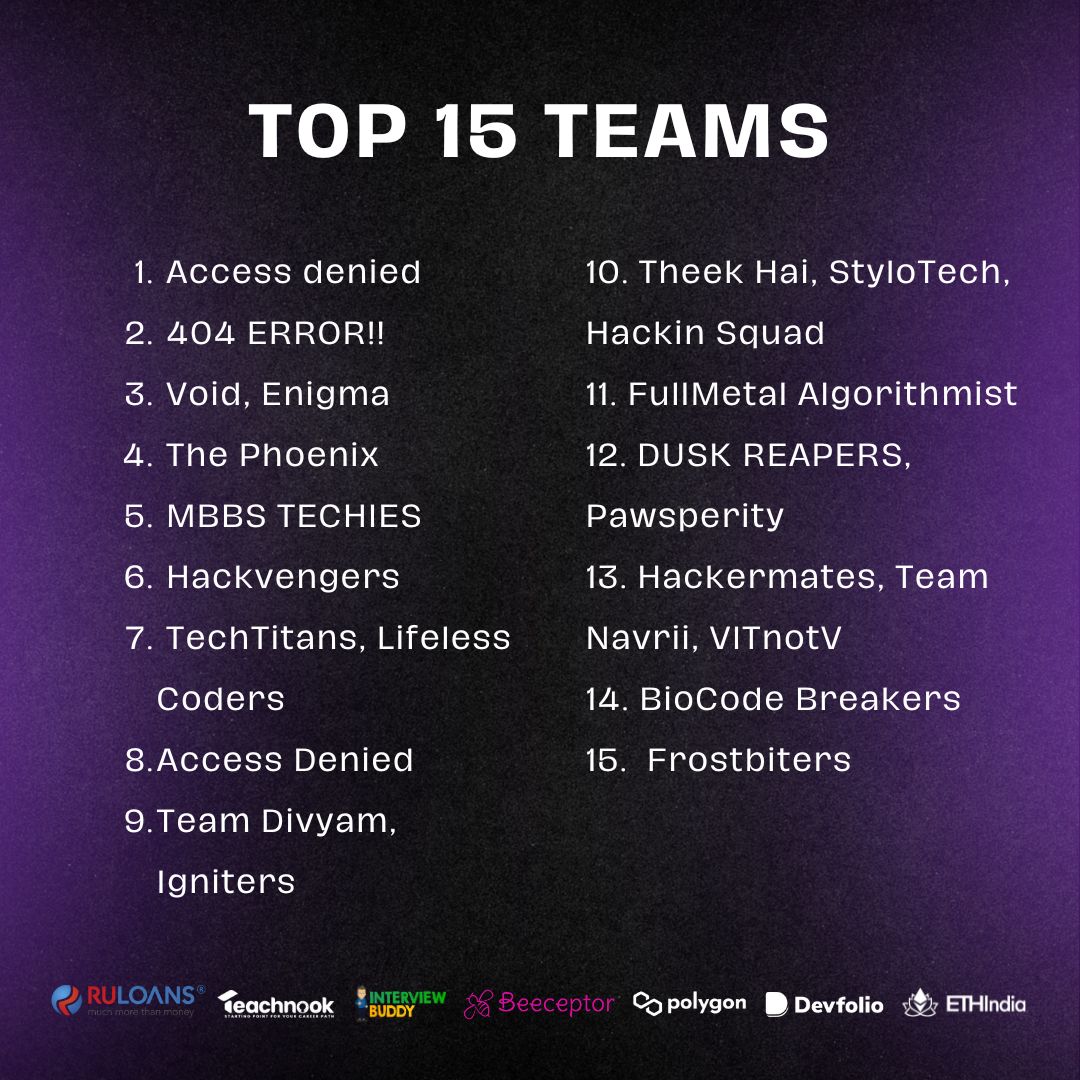 TOP 15 TEAMS
1. Access denied
2. 404 ERROR!!
3. Void, Enigma
4. The Phoenix
5. MBBS TECHIES
6. Hackvengers
7. TechTitans, Lifeless
Coders
8.Access Denied
9.Team Divyam,
Igniters
10. Theek Hai, StyloTech,
Hackin Squad
11. FullMetal Algorithmist
12. DUSK REAPERS,
Pawsperity
13. Hackermates, Team
Navrii, VITnotV
14. BioCode Breakers
15. Frostbiters
RULOANS®
much more than money
Teachnook
STARTING POINT FOR YOUR CAREER PATH
INTERVIEW
BUDDY
Beeceptor
polygon
Devfolio
ETHIndia